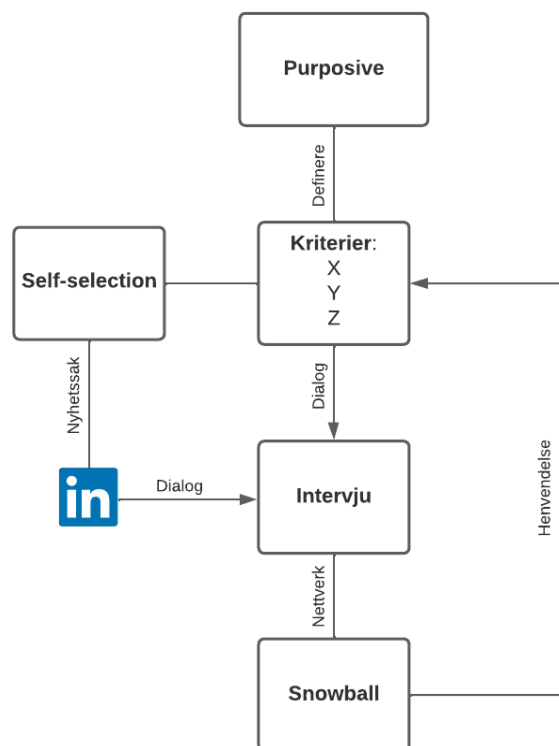 Purposive
Definere
Kriterier:
X
Y
Z
Self-selection
Nyhetssak
Dialog
in
Dialog
Intervju
Henvendelse
Nettverk
Snowball